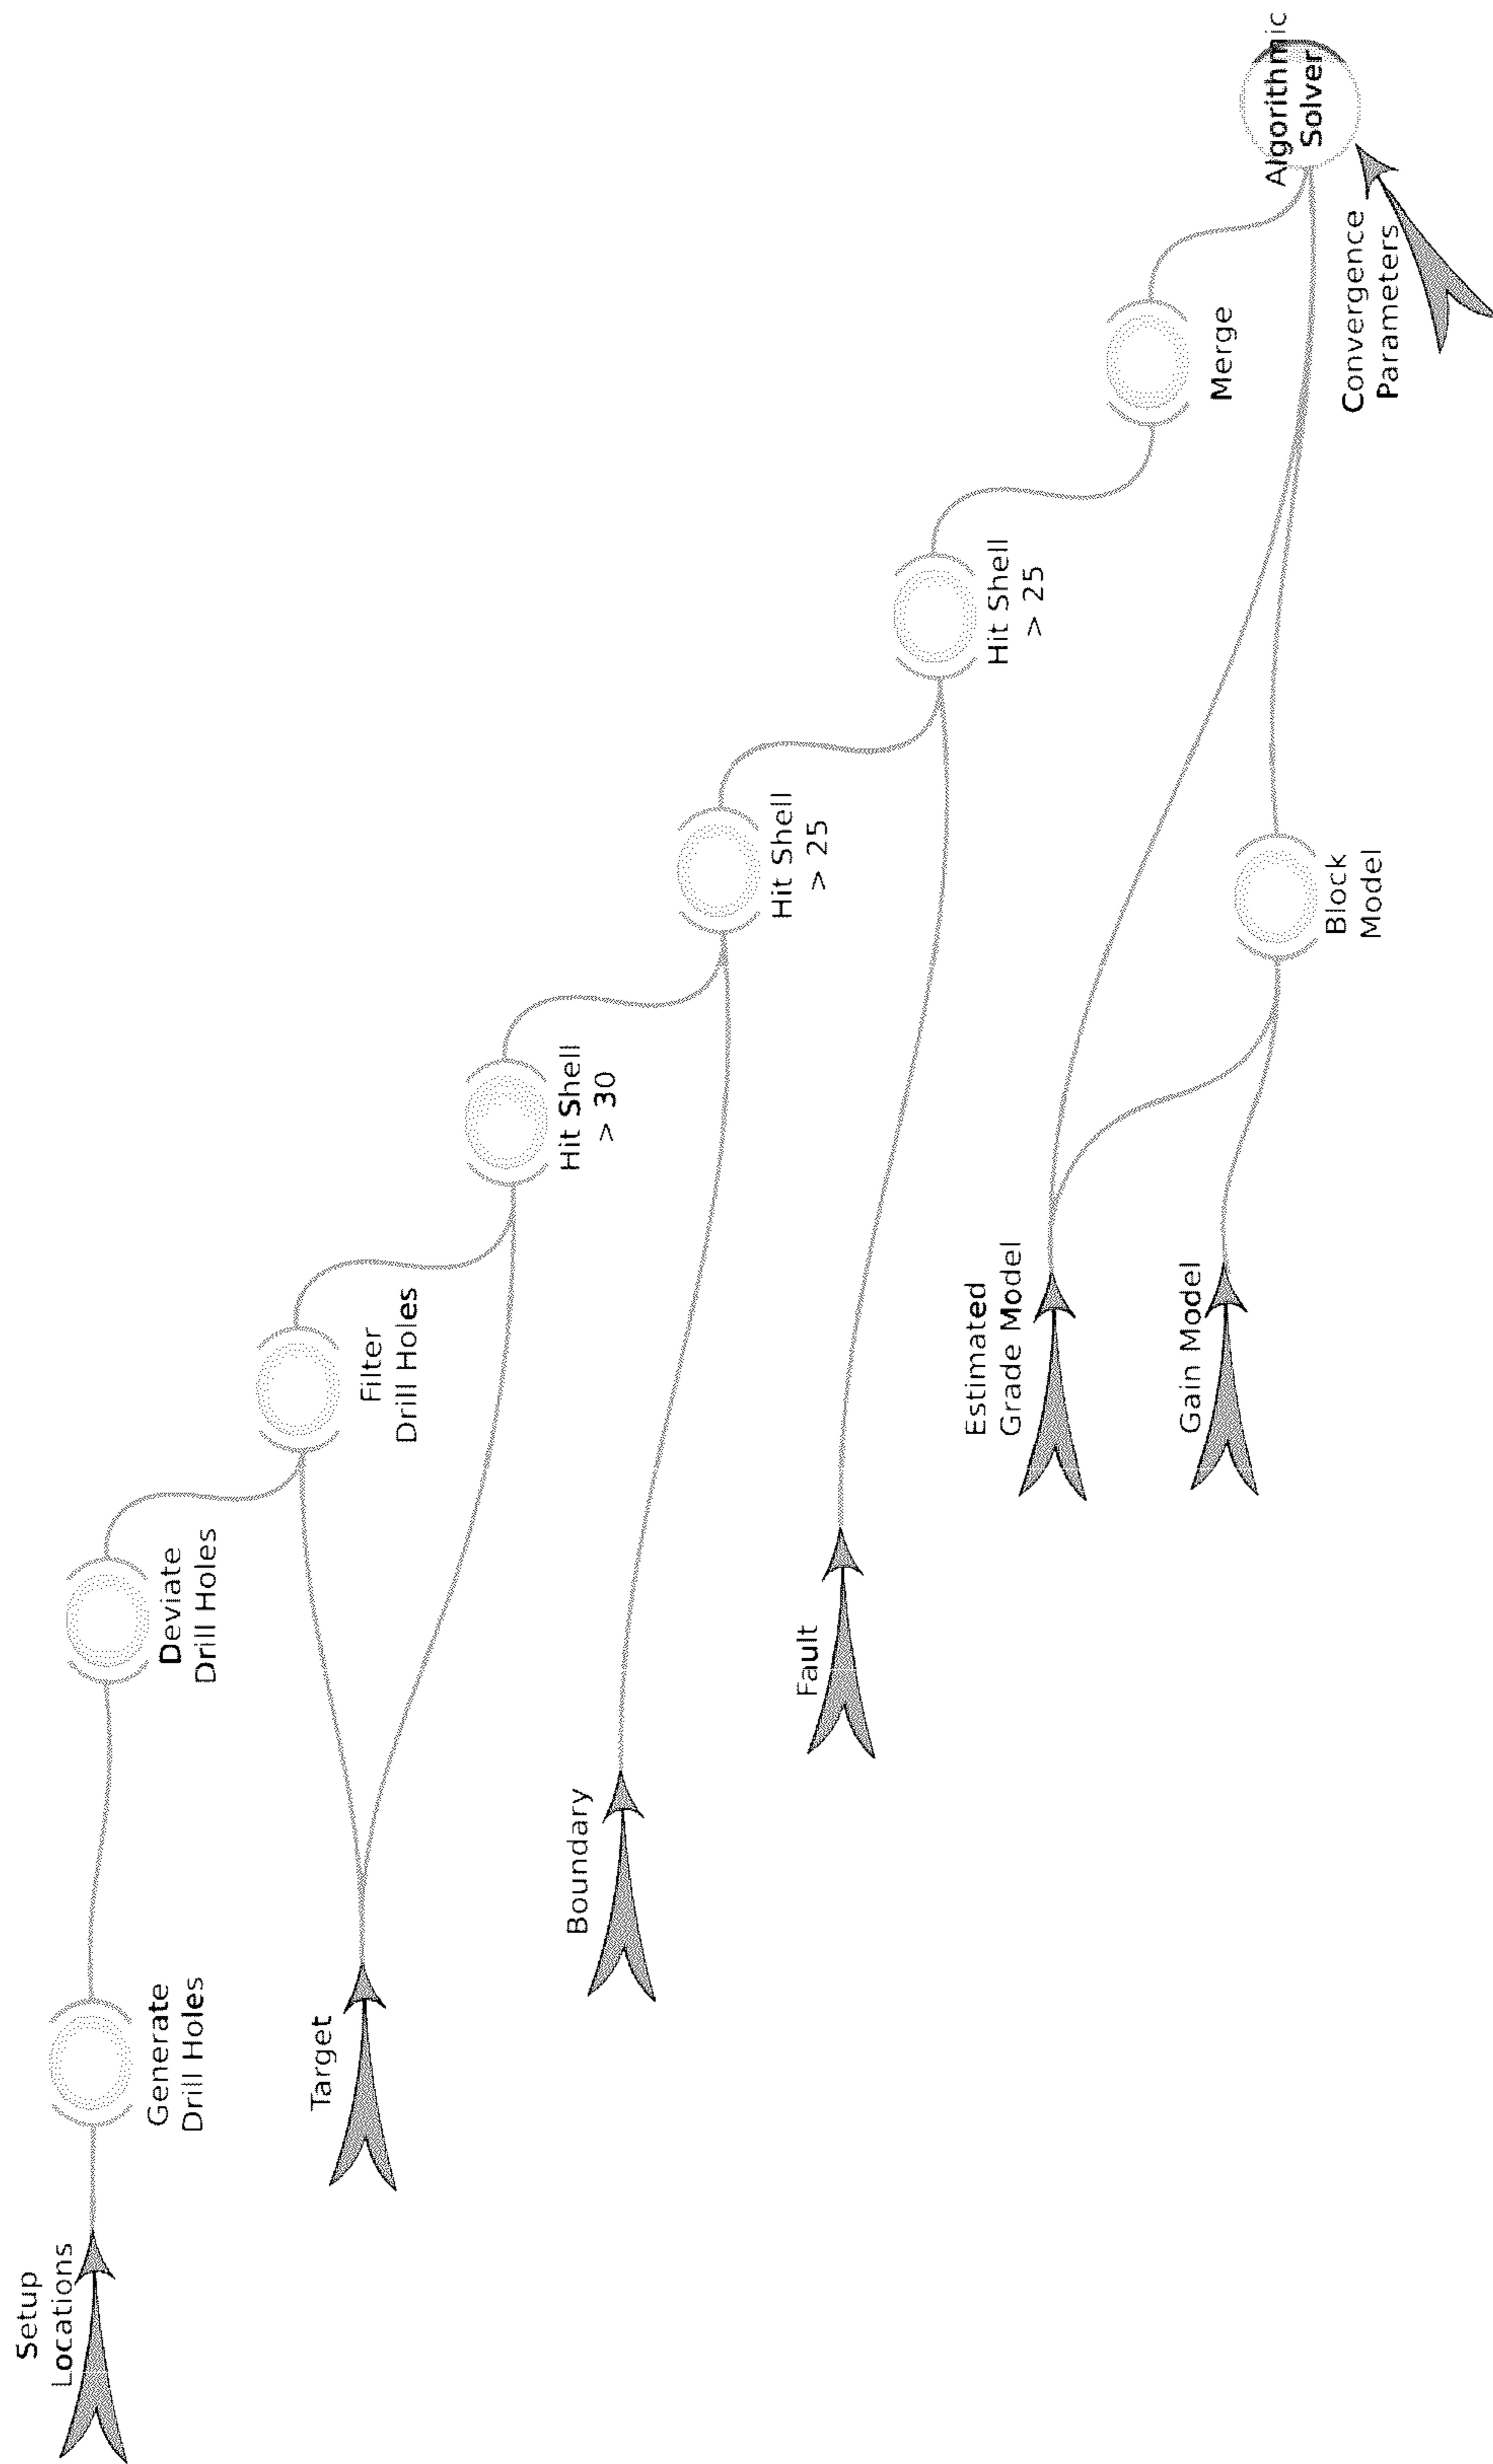 Setup
Locations
Generate
Drill Holes
Deviate
Drill Holes
Target
Filter
Drill Holes
Hit Shell
> 30
Boundary
Hit Shell
> 25
Fault
Hit Shell
> 25
Merge
Estimated
Grade Model
Gain Model
Block
Model
Algorithmic
Solver
Convergence
Parameters